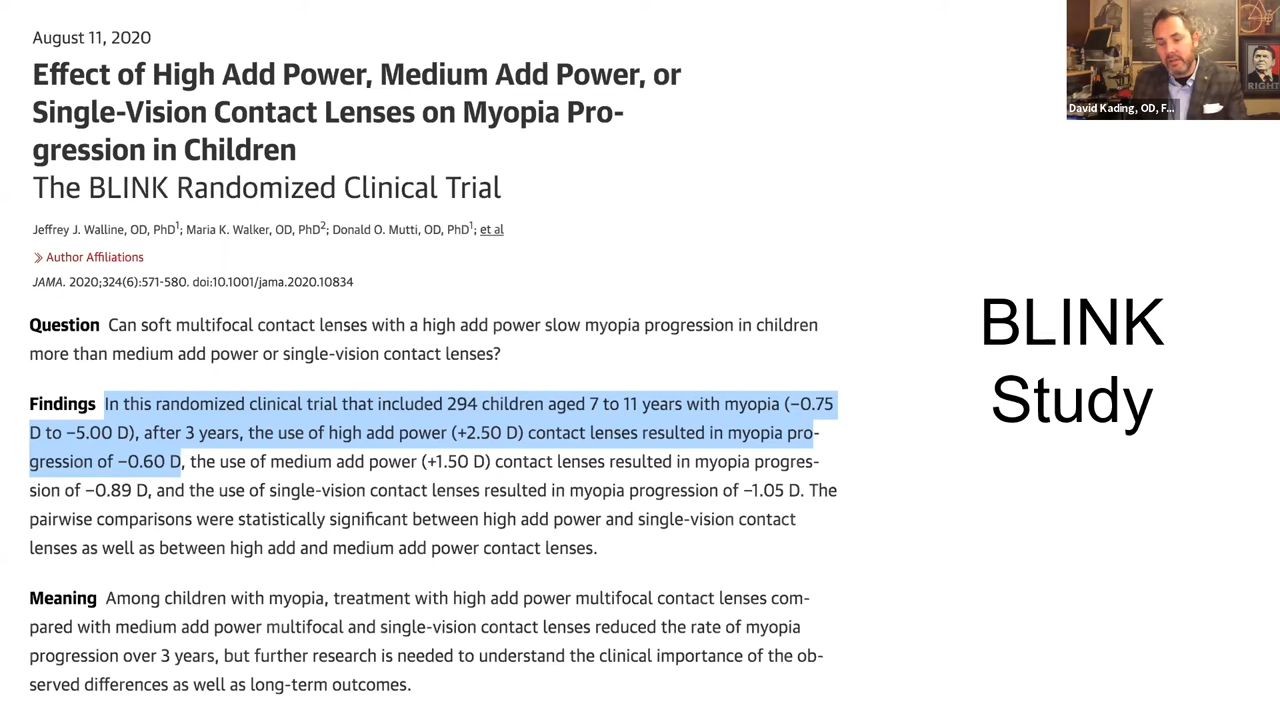 August 11, 2020
Effect of High Add Power, Medium Add Power, or
Single-Vision Contact Lenses on Myopia Pro-
gression in Children
The BLINK Randomized Clinical Trial
Jeffrey J. Walline, OD, PhD1; Maria K. Walker, OD, PhD2; Donald O. Mutti, OD, PhD1; et al
» Author Affiliations
JAMA. 2020;324(6):571-580. doi:10.1001/jama.2020.10834
Question Can soft multifocal contact lenses with a high add power slow myopia progression in children
more than medium add power or single-vision contact lenses?
Findings In this randomized clinical trial that included 294 children aged 7 to 11 years with myopia (−0.75
D to −5.00 D), after 3 years, the use of high add power (+2.50 D) contact lenses resulted in myopia pro-
gression of −0.60 D, the use of medium add power (+1.50 D) contact lenses resulted in myopia progres-
sion of −0.89 D, and the use of single-vision contact lenses resulted in myopia progression of −1.05 D. The
pairwise comparisons were statistically significant between high add power and single-vision contact
lenses as well as between high add and medium add power contact lenses.
Meaning Among children with myopia, treatment with high add power multifocal contact lenses com-
pared with medium add power multifocal and single-vision contact lenses reduced the rate of myopia
progression over 3 years, but further research is needed to understand the clinical importance of the ob-
served differences as well as long-term outcomes.
BLINK
Study
David Kading, OD, F...
RIGHT